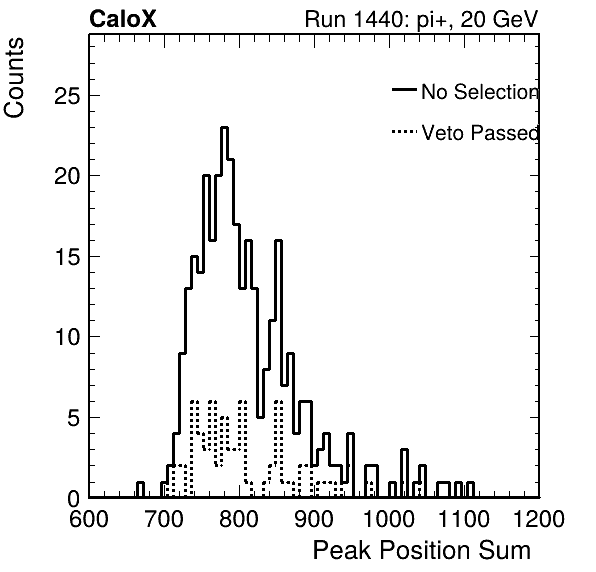 CaloX Run 1440: pi+, 20 GeV
Counts
No Selection
Veto Passed
25
20
15
10
5
0
600 700 800 900 1000 1100 1200
Peak Position Sum